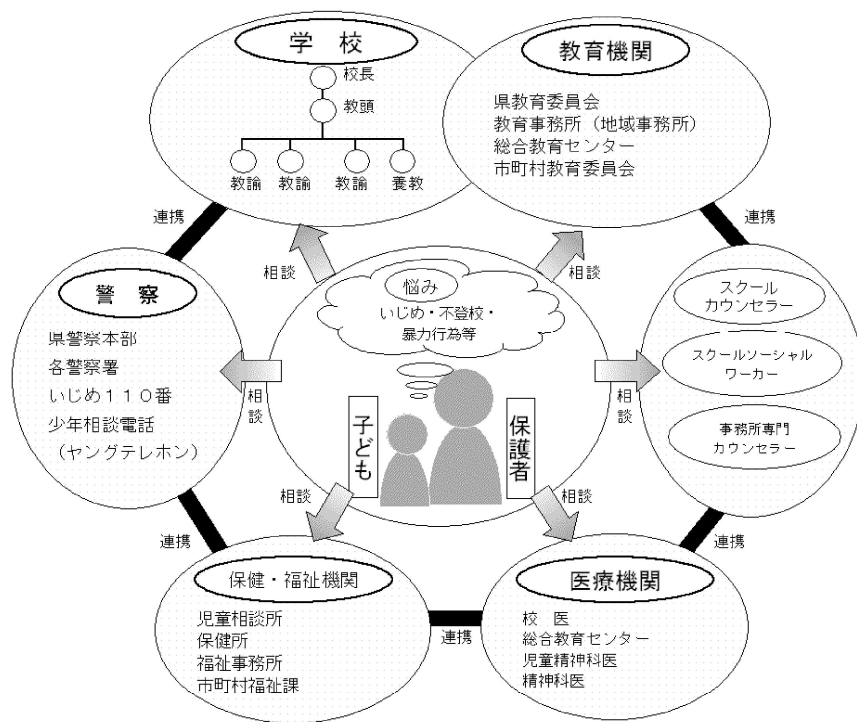 学　校
校長
教頭
教諭
教諭
教諭
養教
教育機関
県教育委員会
教育事務所（地域事務所）
総合教育センター
市町村教育委員会
連携
連携
相談
相談
警　察
県警察本部
各警察署
いじめ１１０番
少年相談電話
（ヤングテレホン）
相談
悩み
いじめ・不登校・
暴力行為等
子ども
保護者
相談
スクール
カウンセラー
スクールソーシャル
ワーカー
事務所専門
カウンセラー
相談
相談
連携
連携
保健・福祉機関
児童相談所
保健所
福祉事務所
市町村福祉課
連携
医療機関
校　医
総合教育センター
児童精神科医
精神科医